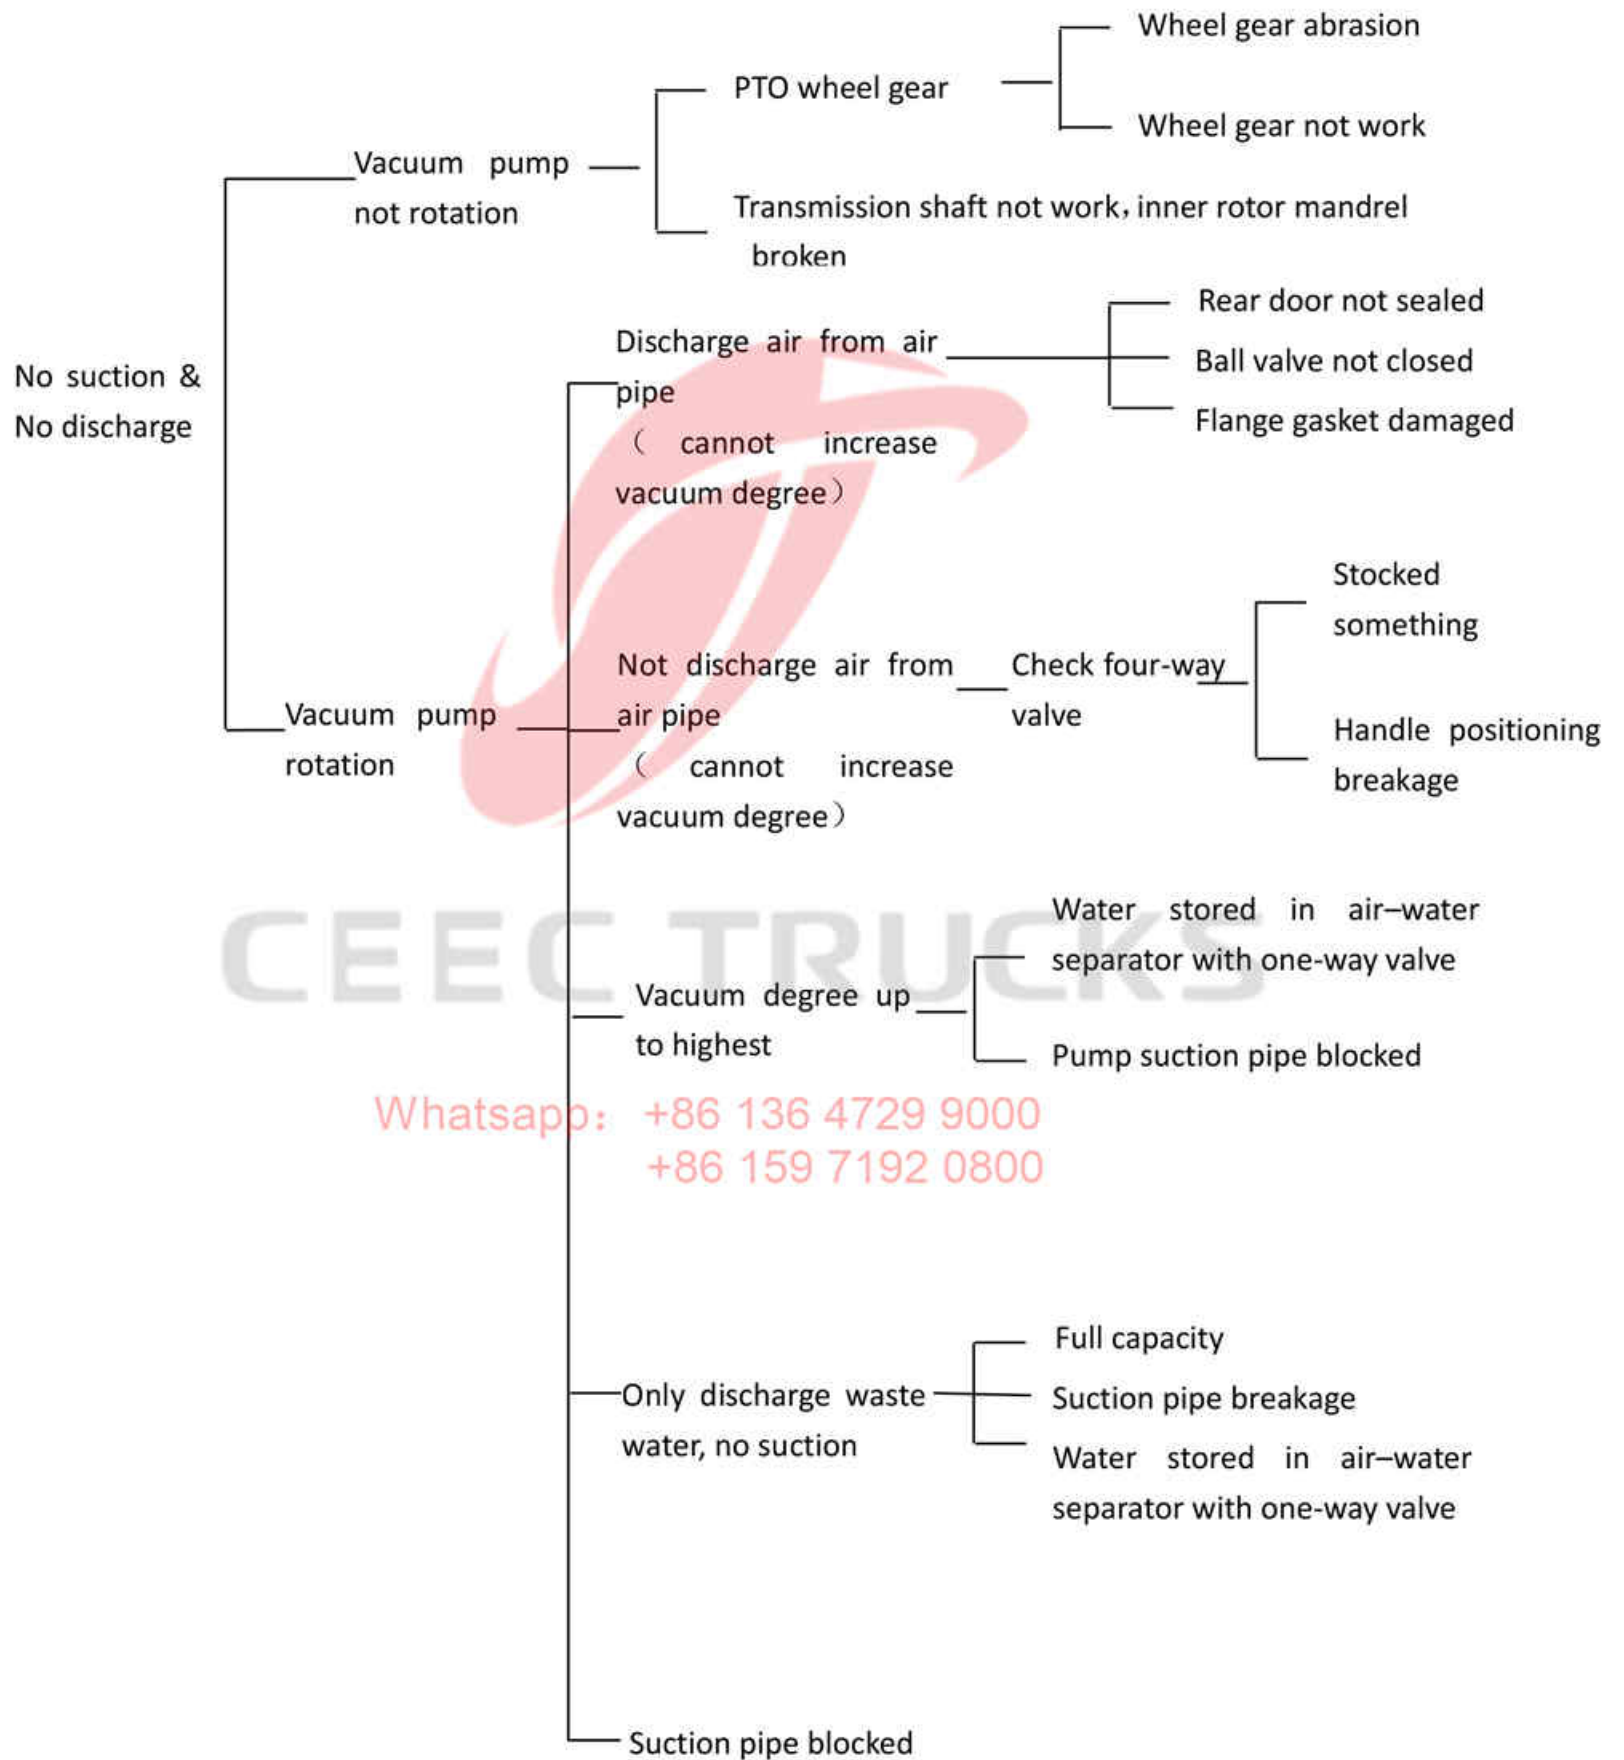 Wheel gear abrasion
PTO wheel gear
Wheel gear not work
Vacuum pump
not rotation
Transmission shaft not work，inner rotor mandrel
broken
No suction &
No discharge
Discharge air from air
pipe
（ cannot increase
vacuum degree）
Rear door not sealed
Ball valve not closed
Flange gasket damaged
Vacuum pump
rotation
Not discharge air from
air pipe
（ cannot increase
vacuum degree）
Check four-way
valve
Stocked
something
Handle positioning
breakage
CEEC TRUCKS
Vacuum degree up
to highest
Water stored in air–water
separator with one-way valve
Pump suction pipe blocked
Whatsapp： +86 136 4729 9000
+86 159 7192 0800
Only discharge waste
water, no suction
Full capacity
Suction pipe breakage
Water stored in air–water
separator with one-way valve
Suction pipe blocked